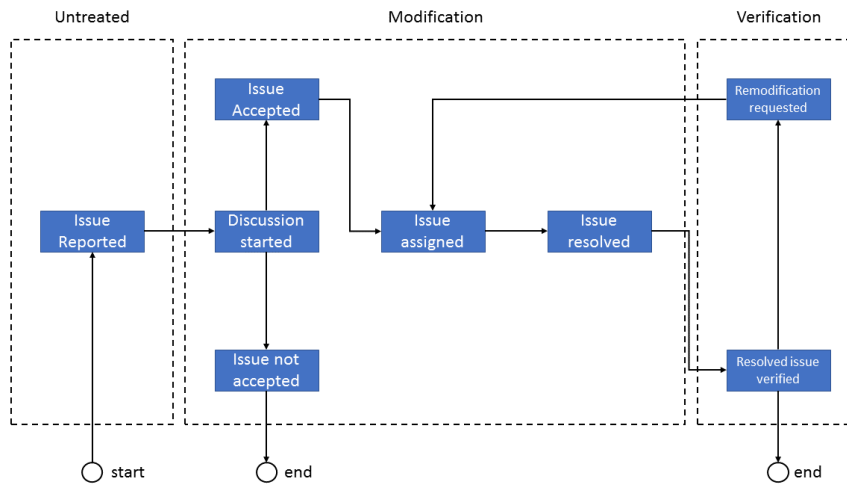 Untreated
Modification
Verification
Issue
Accepted
Remodification
requested
Issue
Reported
Discussion
started
Issue
assigned
Issue
resolved
Issue not
accepted
Resolved issue
verified
start
end
end